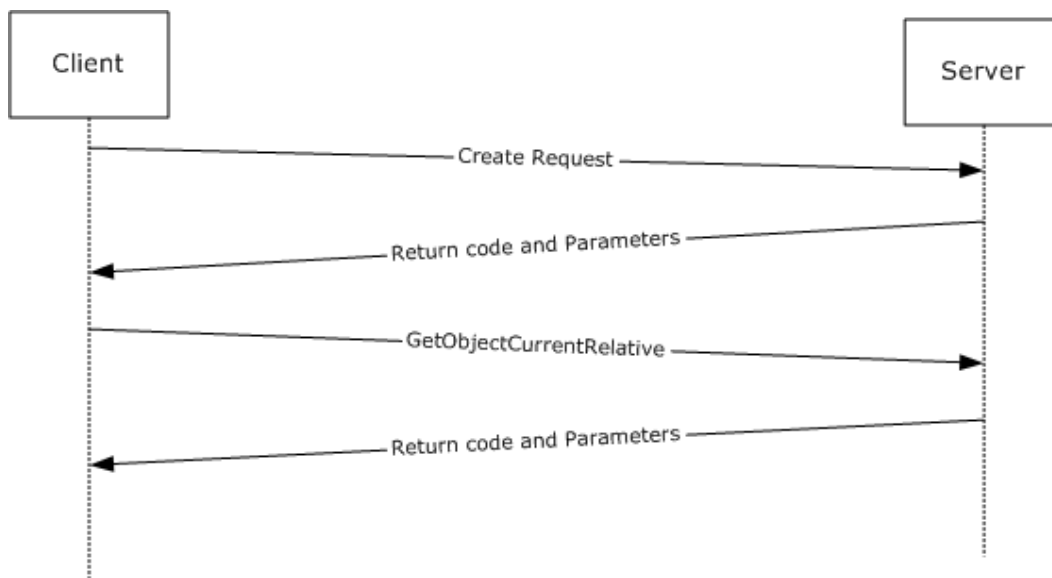 Client
Server
Create Request
Return code and Parameters
GetObjectCurrentRelative
Return code and Parameters